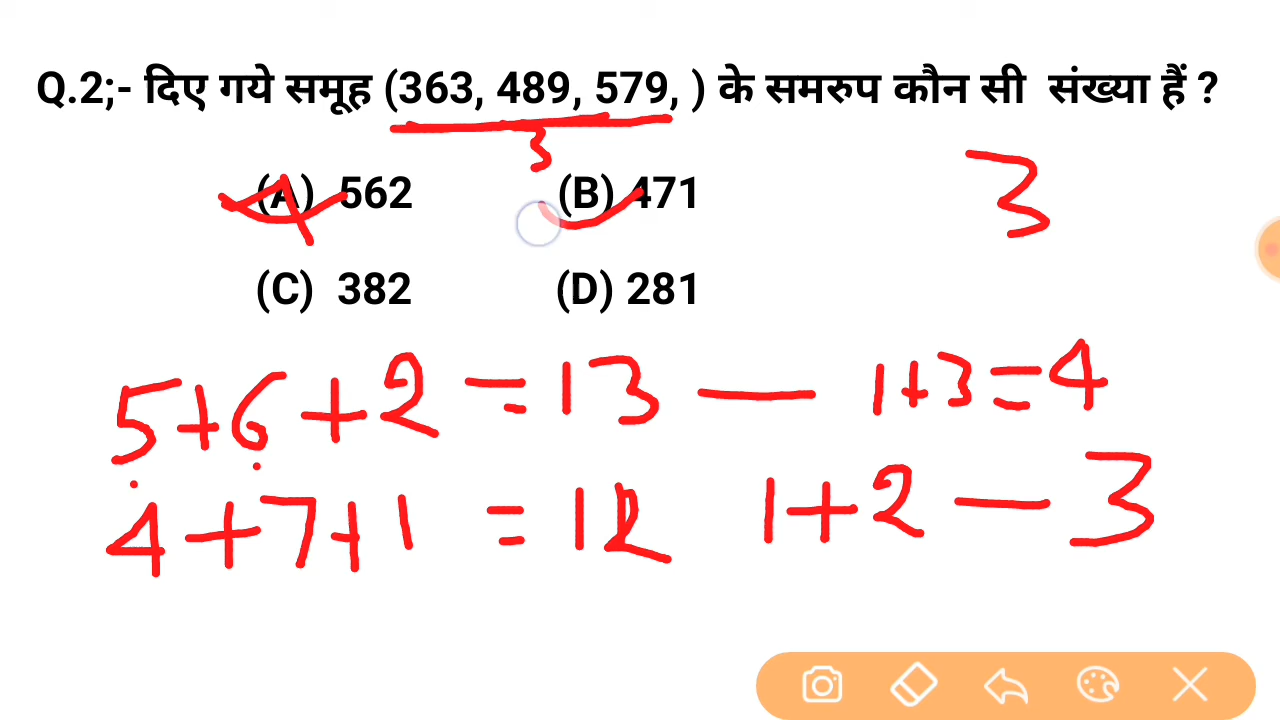 Q.2;- दिए गये समूह (363, 489, 579, ) के समरुप कौन सी संख्या हैं ?
3
(A) 562 (B) 471
3
(C) 382 (D) 281
5+6+2=13 — 1+3=4
4+7+1 = 12 1+2 — 3